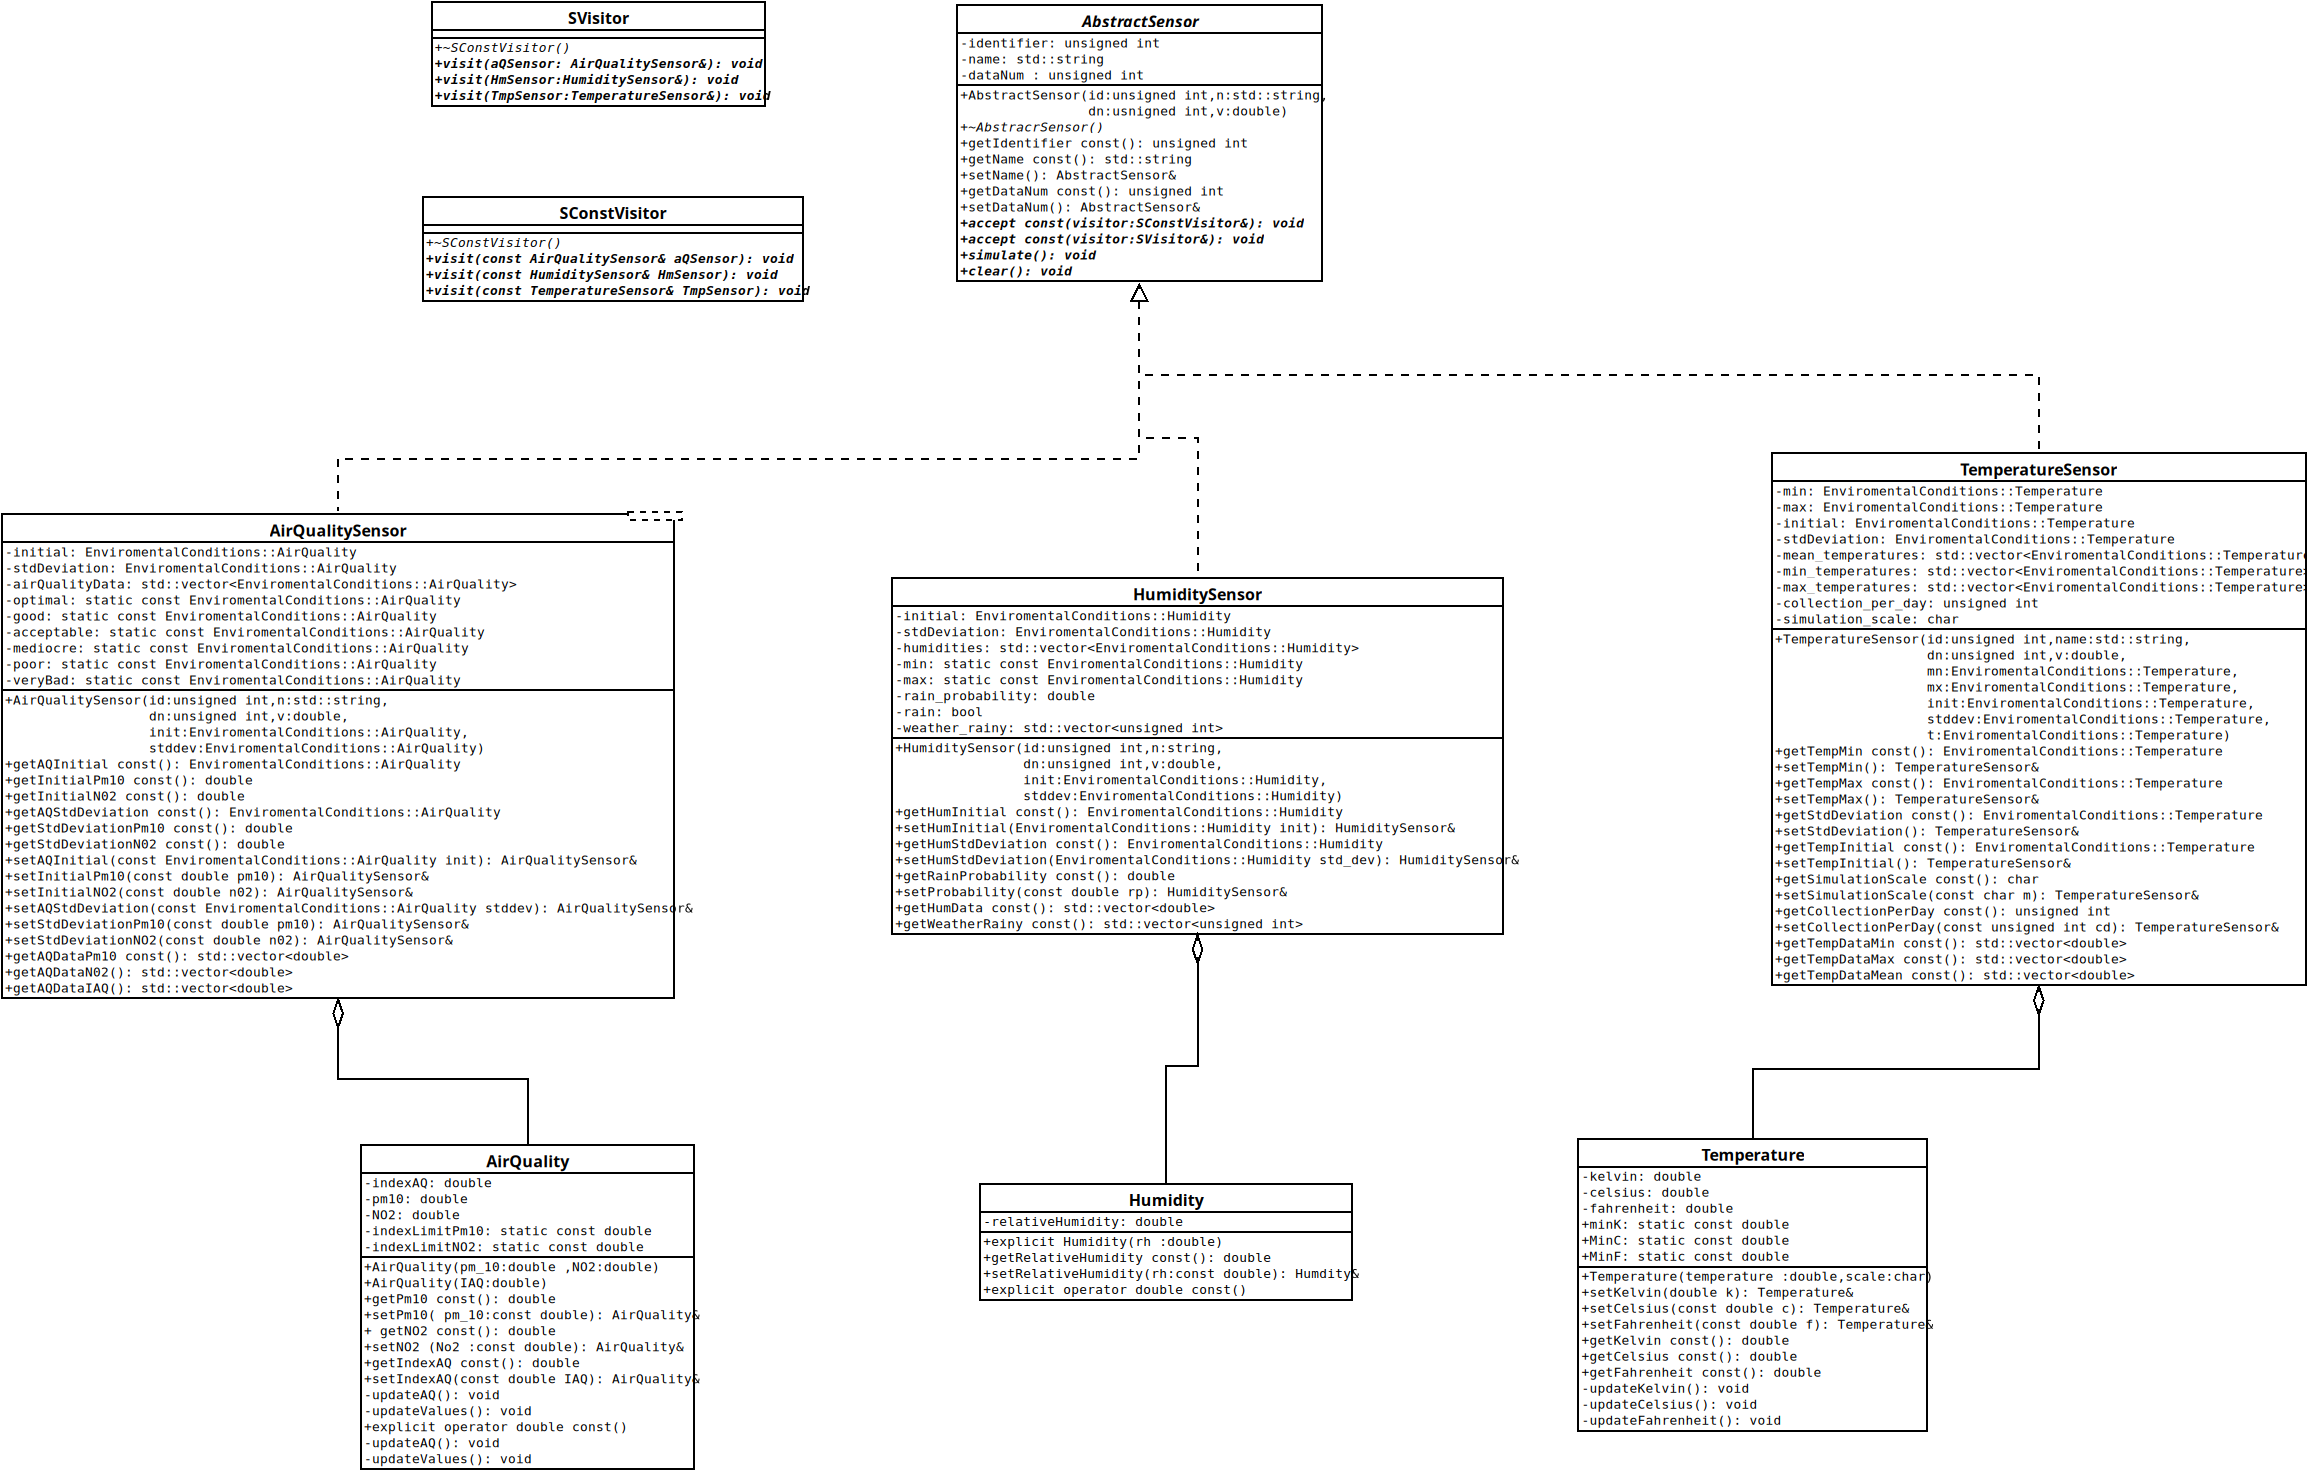 SVisitor
+~SConstVisitor()
+visit(aQSensor: AirQualitySensor&): void
+visit(HmSensor:HumiditySensor&): void
+visit(TmpSensor:TemperatureSensor&): void
AbstractSensor
-identifier: unsigned int
-name: std::string
-dataNum : unsigned int
+AbstractSensor(id:unsigned int,n:std::string,
dn:usnigned int,v:double)
+~AbstracrSensor()
+getIdentifier const(): unsigned int
+getName const(): std::string
+setName(): AbstractSensor&
+getDataNum const(): unsigned int
+setDataNum(): AbstractSensor&
+accept const(visitor:SConstVisitor&): void
+accept const(visitor:SVisitor&): void
+simulate(): void
+clear(): void
SConstVisitor
+~SConstVisitor()
+visit(const AirQualitySensor& aQSensor): void
+visit(const HumiditySensor& HmSensor): void
+visit(const TemperatureSensor& TmpSensor): void
AirQualitySensor
-initial: EnviromentalConditions::AirQuality
-stdDeviation: EnviromentalConditions::AirQuality
-airQualityData: std::vector<EnviromentalConditions::AirQuality>
-optimal: static const EnviromentalConditions::AirQuality
-good: static const EnviromentalConditions::AirQuality
-acceptable: static const EnviromentalConditions::AirQuality
-mediocre: static const EnviromentalConditions::AirQuality
-poor: static const EnviromentalConditions::AirQuality
-veryBad: static const EnviromentalConditions::AirQuality
+AirQualitySensor(id:unsigned int,n:std::string,
dn:unsigned int,v:double,
init:EnviromentalConditions::AirQuality,
stddev:EnviromentalConditions::AirQuality)
+getAQInitial const(): EnviromentalConditions::AirQuality
+getInitialPm10 const(): double
+getInitialN02 const(): double
+getAQStdDeviation const(): EnviromentalConditions::AirQuality
+getStdDeviationPm10 const(): double
+getStdDeviationN02 const(): double
+setAQInitial(const EnviromentalConditions::AirQuality init): AirQualitySensor&
+setInitialPm10(const double pm10): AirQualitySensor&
+setInitialNO2(const double n02): AirQualitySensor&
+setAQStdDeviation(const EnviromentalConditions::AirQuality stddev): AirQualitySensor&
+setStdDeviationPm10(const double pm10): AirQualitySensor&
+setStdDeviationNO2(const double n02): AirQualitySensor&
+getAQDataPm10 const(): std::vector<double>
+getAQDataN02(): std::vector<double>
+getAQDataIAQ(): std::vector<double>
HumiditySensor
-initial: EnviromentalConditions::Humidity
-stdDeviation: EnviromentalConditions::Humidity
-humidities: std::vector<EnviromentalConditions::Humidity>
-min: static const EnviromentalConditions::Humidity
-max: static const EnviromentalConditions::Humidity
-rain_probability: double
-rain: bool
-weather_rainy: std::vector<unsigned int>
+HumiditySensor(id:unsigned int,n:string,
dn:unsigned int,v:double,
init:EnviromentalConditions::Humidity,
stddev:EnviromentalConditions::Humidity)
+getHumInitial const(): EnviromentalConditions::Humidity
+setHumInitial(EnviromentalConditions::Humidity init): HumiditySensor&
+getHumStdDeviation const(): EnviromentalConditions::Humidity
+setHumStdDeviation(EnviromentalConditions::Humidity std_dev): HumiditySensor&
+getRainProbability const(): double
+setProbability(const double rp): HumiditySensor&
+getHumData const(): std::vector<double>
+getWeatherRainy const(): std::vector<unsigned int>
TemperatureSensor
-min: EnviromentalConditions::Temperature
-max: EnviromentalConditions::Temperature
-initial: EnviromentalConditions::Temperature
-stdDeviation: EnviromentalConditions::Temperature
-mean_temperatures: std::vector<EnviromentalConditions::Temperature
-min_temperatures: std::vector<EnviromentalConditions::Temperature>
-max_temperatures: std::vector<EnviromentalConditions::Temperature>
-collection_per_day: unsigned int
-simulation_scale: char
+TemperatureSensor(id:unsigned int,name:std::string,
dn:unsigned int,v:double,
mn:EnviromentalConditions::Temperature,
mx:EnviromentalConditions::Temperature,
init:EnviromentalConditions::Temperature,
stddev:EnviromentalConditions::Temperature,
t:EnviromentalConditions::Temperature)
+getTempMin const(): EnviromentalConditions::Temperature
+setTempMin(): TemperatureSensor&
+getTempMax const(): EnviromentalConditions::Temperature
+setTempMax(): TemperatureSensor&
+getStdDeviation const(): EnviromentalConditions::Temperature
+setStdDeviation(): TemperatureSensor&
+getTempInitial const(): EnviromentalConditions::Temperature
+setTempInitial(): TemperatureSensor&
+getSimulationScale const(): char
+setSimulationScale(const char m): TemperatureSensor&
+getCollectionPerDay const(): unsigned int
+setCollectionPerDay(const unsigned int cd): TemperatureSensor&
+getTempDataMin const(): std::vector<double>
+getTempDataMax const(): std::vector<double>
+getTempDataMean const(): std::vector<double>
AirQuality
-indexAQ: double
-pm10: double
-NO2: double
-indexLimitPm10: static const double
-indexLimitNO2: static const double
+AirQuality(pm_10:double ,NO2:double)
+AirQuality(IAQ:double)
+getPm10 const(): double
+setPm10( pm_10:const double): AirQuality&
+ getNO2 const(): double
+setNO2 (No2 :const double): AirQuality&
+getIndexAQ const(): double
+setIndexAQ(const double IAQ): AirQuality&
-updateAQ(): void
-updateValues(): void
+explicit operator double const()
-updateAQ(): void
-updateValues(): void
Humidity
-relativeHumidity: double
+explicit Humidity(rh :double)
+getRelativeHumidity const(): double
+setRelativeHumidity(rh:const double): Humdity&
+explicit operator double const()
Temperature
-kelvin: double
-celsius: double
-fahrenheit: double
+minK: static const double
+MinC: static const double
+MinF: static const double
+Temperature(temperature :double,scale:char)
+setKelvin(double k): Temperature&
+setCelsius(const double c): Temperature&
+setFahrenheit(const double f): Temperature&
+getKelvin const(): double
+getCelsius const(): double
+getFahrenheit const(): double
-updateKelvin(): void
-updateCelsius(): void
-updateFahrenheit(): void